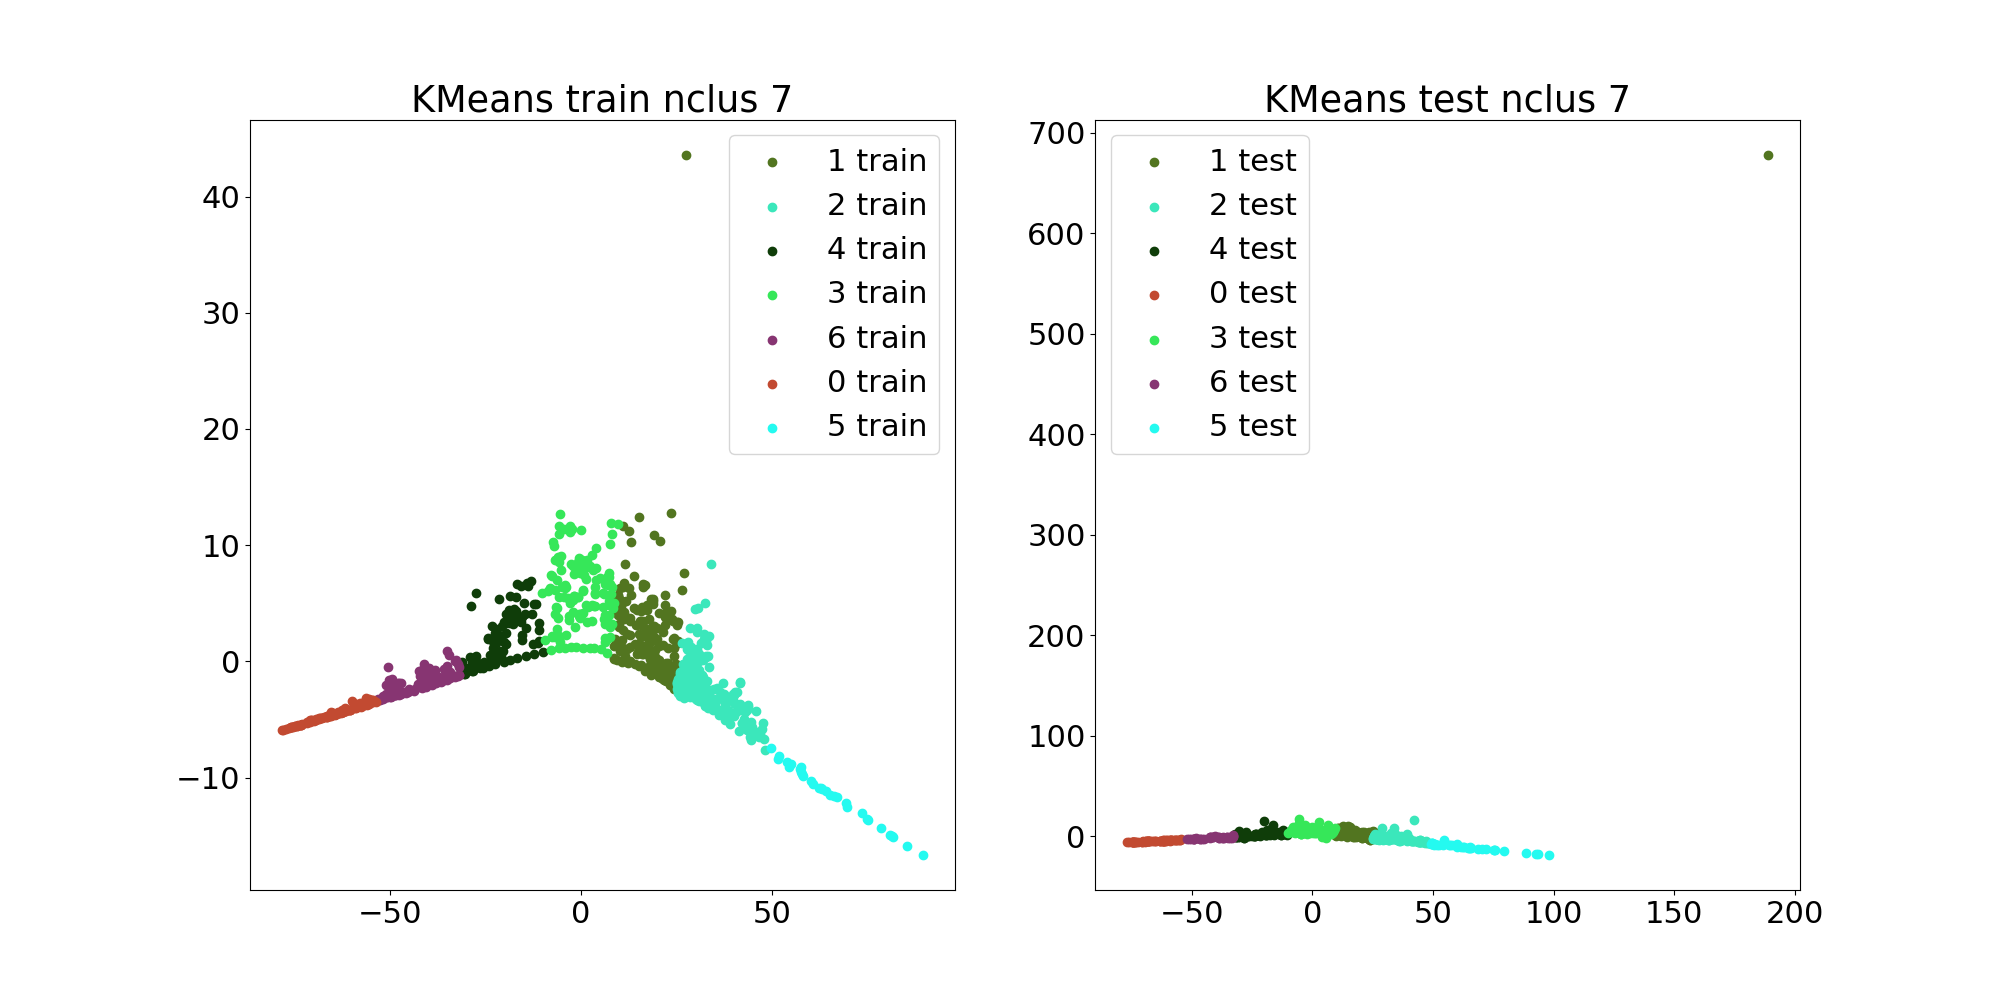 KMeans train nclus 7
40
30
20
10
0
−10
−50
0
50
1 train
2 train
4 train
3 train
6 train
0 train
5 train
KMeans test nclus 7
700
600
500
400
300
200
100
0
−50
0
50
100
150
200
1 test
2 test
4 test
0 test
3 test
6 test
5 test